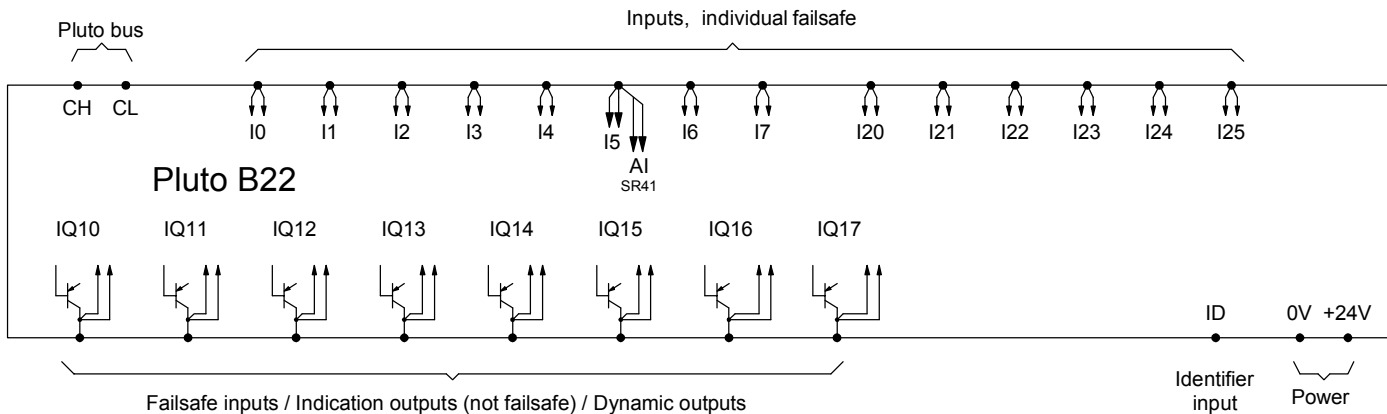 Pluto bus
Inputs, individual failsafe
CH CL
I0 I1 I2 I3 I4 I5 I6 I7 I20 I21 I22 I23 I24 I25
AI
SR41
Pluto B22
IQ10 IQ11 IQ12 IQ13 IQ14 IQ15 IQ16 IQ17
ID 0V +24V
Identifier
input
Power
Failsafe inputs / Indication outputs (not failsafe) / Dynamic outputs